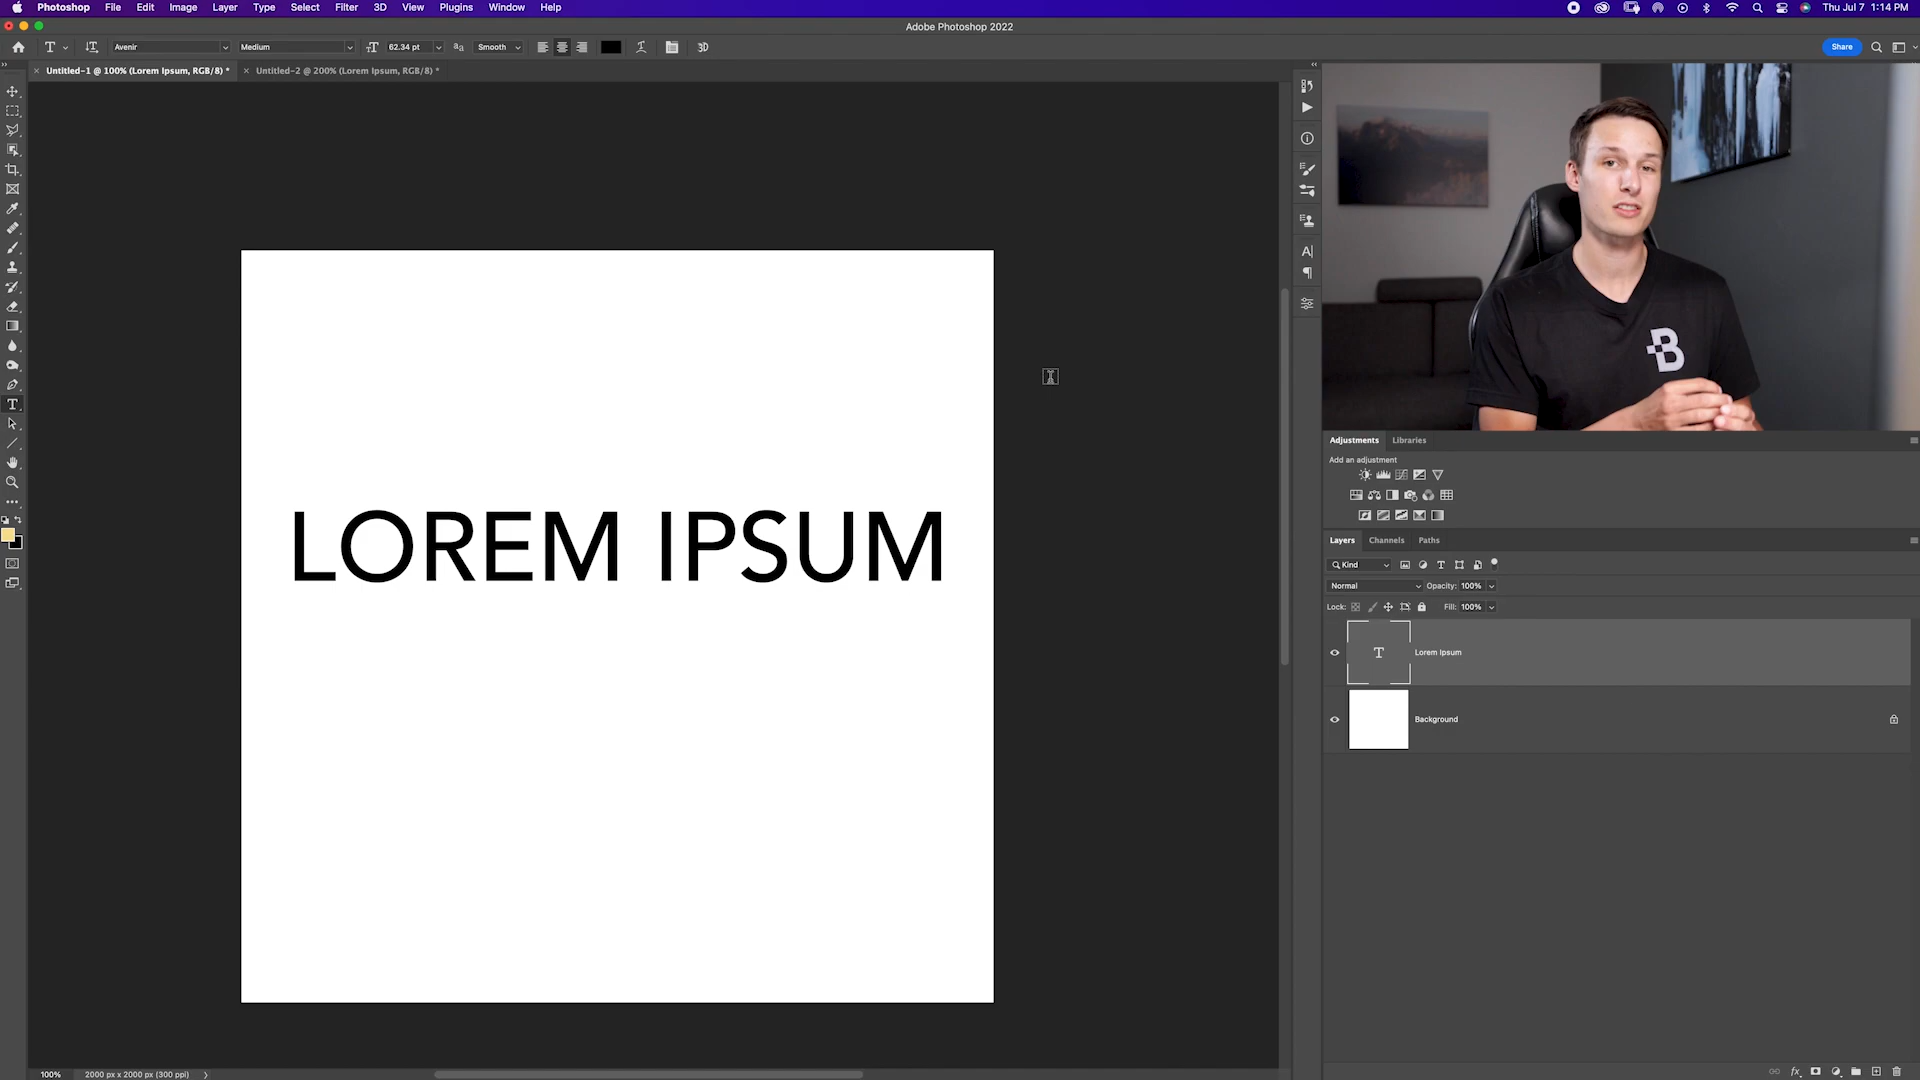 Photoshop File Edit Image Layer Type Select Filter 3D View Plugins Window Help Thu Jul 7 1:14 PM
Adobe Photoshop 2022
T Avenir Medium 62.34 pt Smooth 3D Share
Untitled-1 @ 100% (Lorem Ipsum, RGB/8) * Untitled-2 @ 200% (Lorem Ipsum, RGB/8) *
LOREM IPSUM
B
Adjustments Libraries
Add an adjustment
Layers Channels Paths
Kind
Normal Opacity: 100%
Lock: Fill: 100%
T Lorem Ipsum
Background
fx
100% 2000 px x 2000 px (300 ppi)